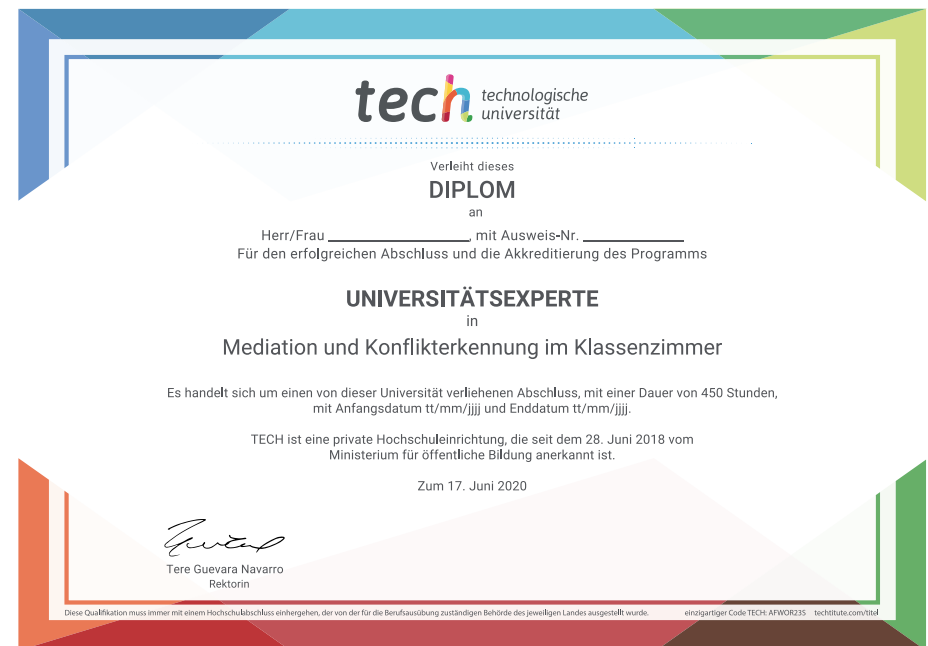 tech technologische
universität
Verleiht dieses
DIPLOM
an
Herr/Frau ____________________, mit Ausweis-Nr. ______________
Für den erfolgreichen Abschluss und die Akkreditierung des Programms
UNIVERSITÄTSEXPERTE
in
Mediation und Konflikterkennung im Klassenzimmer
Es handelt sich um einen von dieser Universität verliehenen Abschluss, mit einer Dauer von 450 Stunden,
mit Anfangsdatum tt/mm/jjjj und Enddatum tt/mm/jjjj.
TECH ist eine private Hochschuleinrichtung, die seit dem 28. Juni 2018 vom
Ministerium für öffentliche Bildung anerkannt ist.
Zum 17. Juni 2020
Tere Guevara Navarro
Rektorin
Diese Qualifikation muss immer mit einem Hochschulabschluss einhergehen, der von der für die Berufsausübung zuständigen Behörde des jeweiligen Landes ausgestellt wurde. einzigartiger Code TECH: AFWOR23S techtitute.com/titel